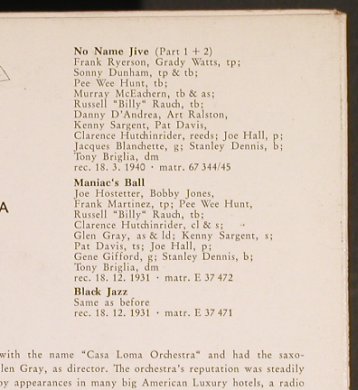 No Name Jive (Part 1 + 2)
Frank Ryerson, Grady Watts, tp;
Sonny Dunham, tp & tb;
Pee Wee Hunt, tb;
Murray McEachern, tb & as;
Russell "Billy" Rauch, tb;
Danny D'Andrea, Art Ralston,
Kenny Sargent, Pat Davis,
Clarence Hutchinrider, reeds; Joe Hall, p;
Jacques Blanchette, g; Stanley Dennis, b;
Tony Briglia, dm
rec. 18. 3. 1940 · matr. 67 344/45
Maniac's Ball
Joe Hostetter, Bobby Jones,
Frank Martinez, tp; Pee Wee Hunt,
Russell "Billy" Rauch, tb;
Clarence Hutchinrider, cl & s;
Glen Gray, as & ld; Kenny Sargent, s;
Pat Davis, ts; Joe Hall, p;
Gene Gifford, g; Stanley Dennis, b;
Tony Briglia, dm
rec. 18. 12. 1931 · matr. E 37 472
A
Black Jazz
Same as before
rec. 18. 12. 1931 · matr. E 37 471
with the name "Casa Loma Orchestra" and had the saxo-
len Gray, as director. The orchestra's reputation was steadily
by appearances in many big American Luxury hotels, a radio